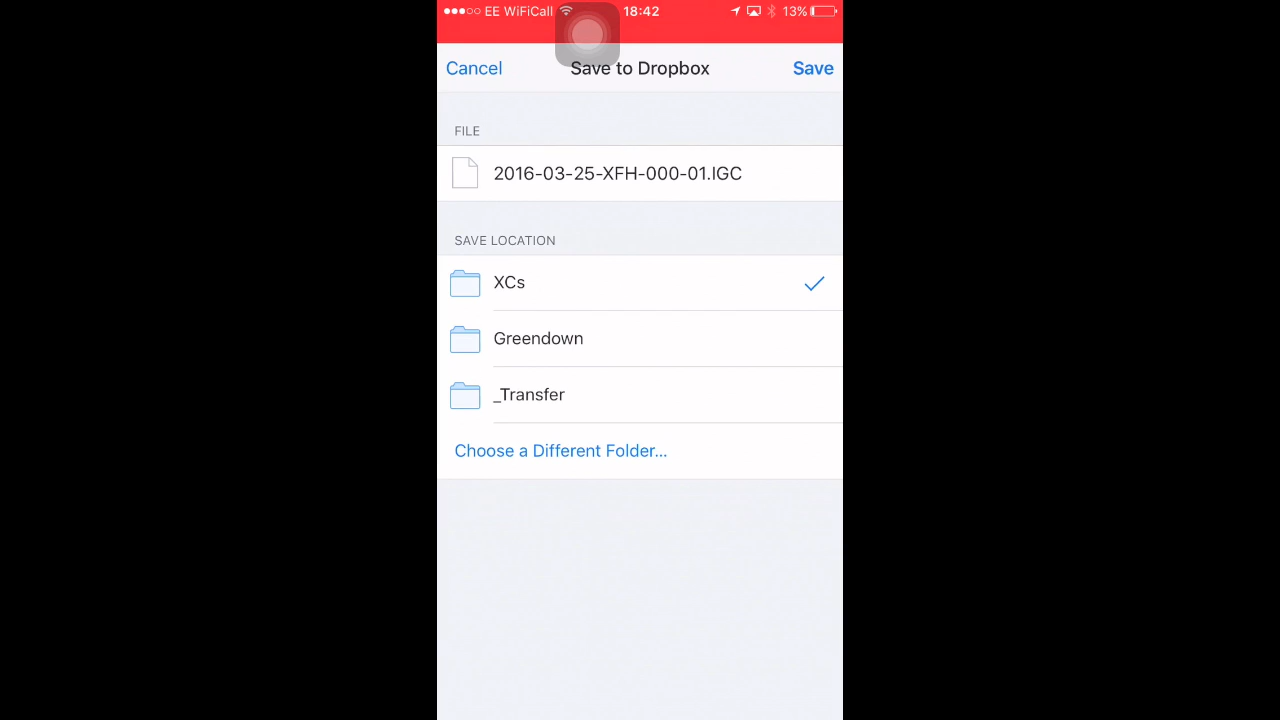 EE WiFiCall 18:42 13%
Cancel Save to Dropbox Save
FILE
2016-03-25-XFH-000-01.IGC
SAVE LOCATION
XCs
Greendown
_Transfer
Choose a Different Folder...